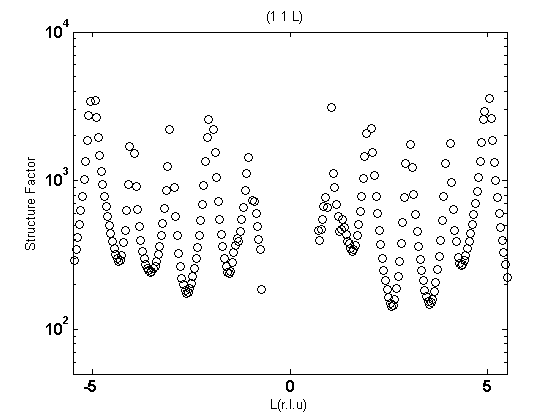 (1 1 L)
10^4
10^3
10^2
Structure Factor
-5 0 5
L(r.l.u)